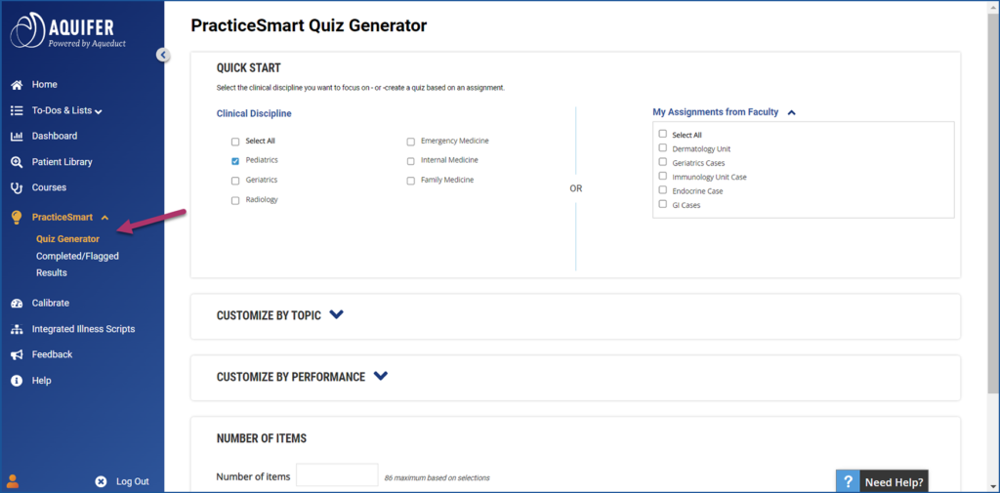 AQUIFER
Powered by Aqueduct
Home
To-Dos & Lists
Dashboard
Patient Library
Courses
PracticeSmart
Quiz Generator
Completed/Flagged
Results
Calibrate
Integrated Illness Scripts
Feedback
Help
Log Out
PracticeSmart Quiz Generator
QUICK START
Select the clinical discipline you want to focus on - or -create a quiz based on an assignment.
Clinical Discipline
Select All
Pediatrics
Geriatrics
Radiology
Emergency Medicine
Internal Medicine
Family Medicine
OR
My Assignments from Faculty
Select All
Dermatology Unit
Geriatrics Cases
Immunology Unit Case
Endocrine Case
GI Cases
CUSTOMIZE BY TOPIC
CUSTOMIZE BY PERFORMANCE
NUMBER OF ITEMS
Number of items
86 maximum based on selections
? Need Help?